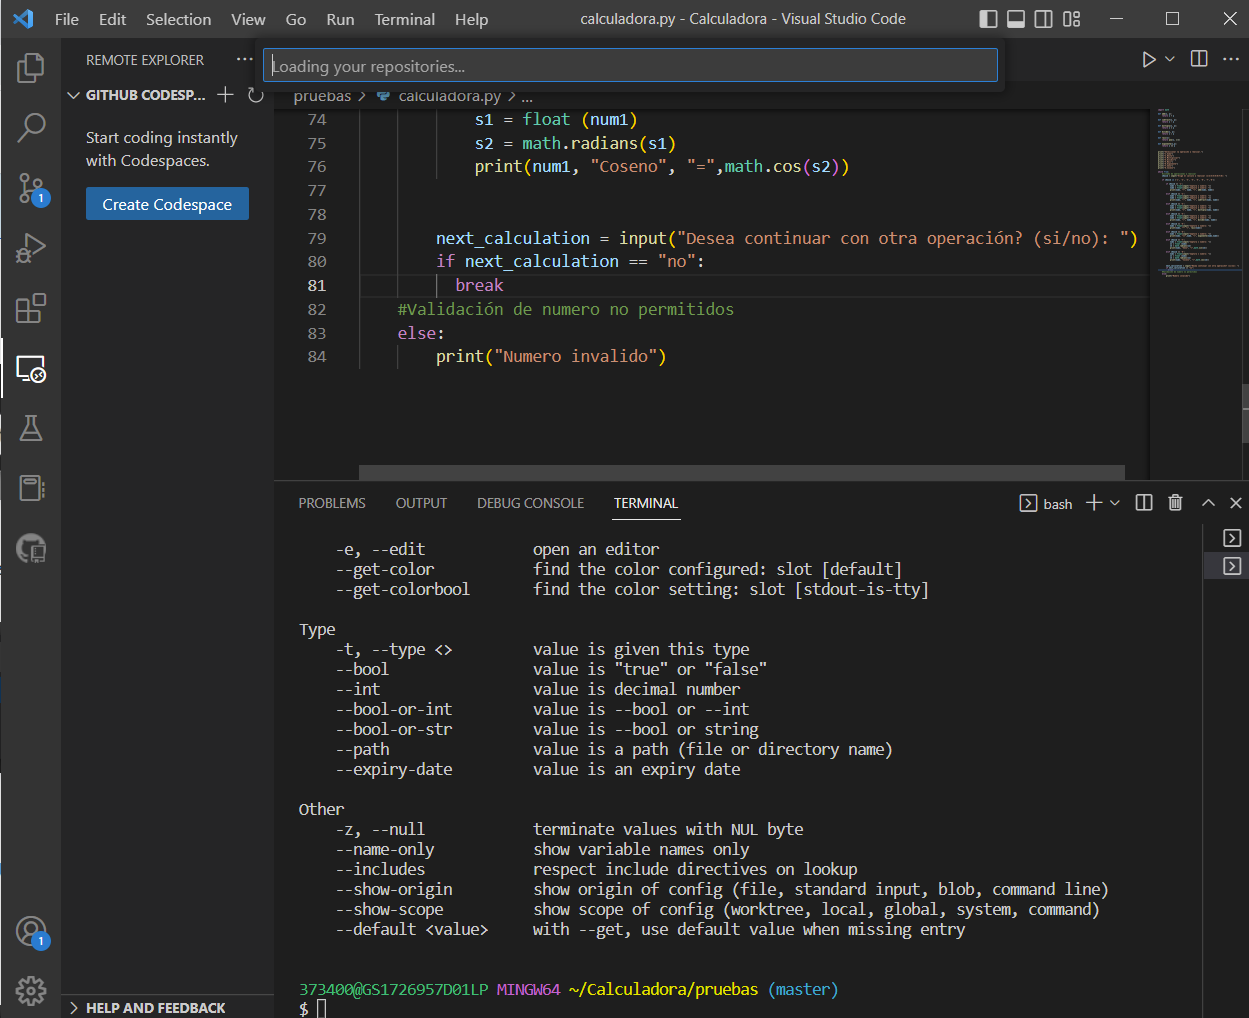 File Edit Selection View Go Run Terminal Help
calculadora.py - Calculadora - Visual Studio Code
REMOTE EXPLORER
Loading your repositories...
GITHUB CODESP...
Start coding instantly
with Codespaces.
Create Codespace
1
1
HELP AND FEEDBACK
pruebas > calculadora.py > ...
74 s1 = float (num1)
75 s2 = math.radians(s1)
76 print(num1, "Coseno", "=",math.cos(s2))
77
78
79 next_calculation = input("Desea continuar con otra operación? (si/no): ")
80 if next_calculation == "no":
81 break
82 #Validación de numero no permitidos
83 else:
84 print("Numero invalido")
PROBLEMS OUTPUT DEBUG CONSOLE TERMINAL
bash
-e, --edit open an editor
--get-color find the color configured: slot [default]
--get-colorbool find the color setting: slot [stdout-is-tty]
Type
-t, --type <> value is given this type
--bool value is "true" or "false"
--int value is decimal number
--bool-or-int value is --bool or --int
--bool-or-str value is --bool or string
--path value is a path (file or directory name)
--expiry-date value is an expiry date
Other
-z, --null terminate values with NUL byte
--name-only show variable names only
--includes respect include directives on lookup
--show-origin show origin of config (file, standard input, blob, command line)
--show-scope show scope of config (worktree, local, global, system, command)
--default <value> with --get, use default value when missing entry
373400@GS1726957D01LP MINGW64 ~/Calculadora/pruebas (master)
$